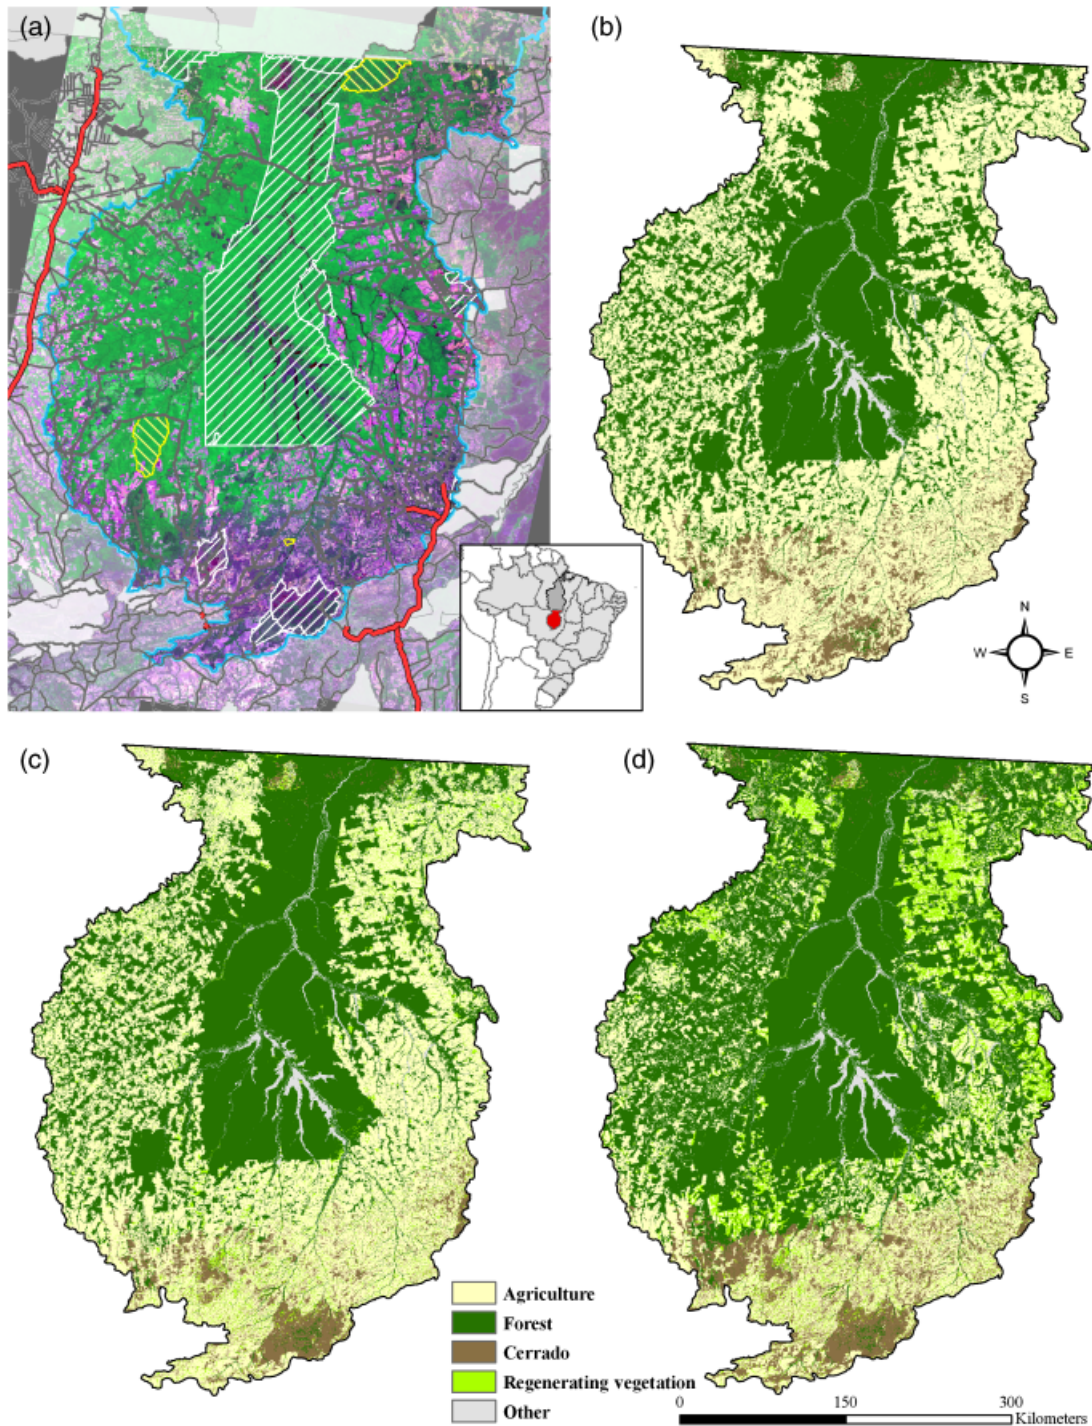 (a)
(b)
N
W
E
S
(c)
(d)
Agriculture
Forest
Cerrado
Regenerating vegetation
Other
0
150
300
Kilometers